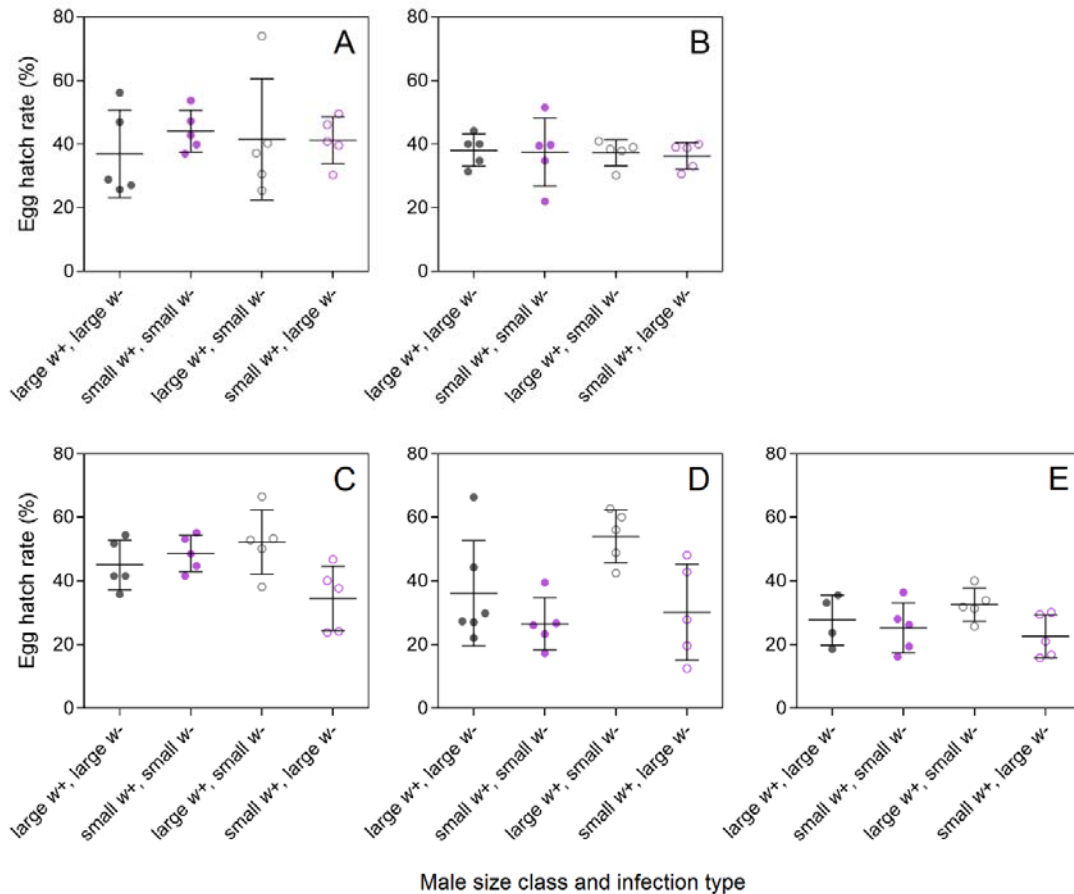 A
B
Egg hatch rate (%)
80
60
40
20
0
80
60
40
20
0
large w+, large w-
small w+, small w-
large w+, small w-
small w+, large w-
large w+, large w-
small w+, small w-
large w+, small w-
small w+, large w-
C
D
E
Egg hatch rate (%)
80
60
40
20
0
80
60
40
20
0
80
60
40
20
0
large w+, large w-
small w+, small w-
large w+, small w-
small w+, large w-
large w+, large w-
small w+, small w-
large w+, small w-
small w+, large w-
large w+, large w-
small w+, small w-
large w+, small w-
small w+, large w-
Male size class and infection type